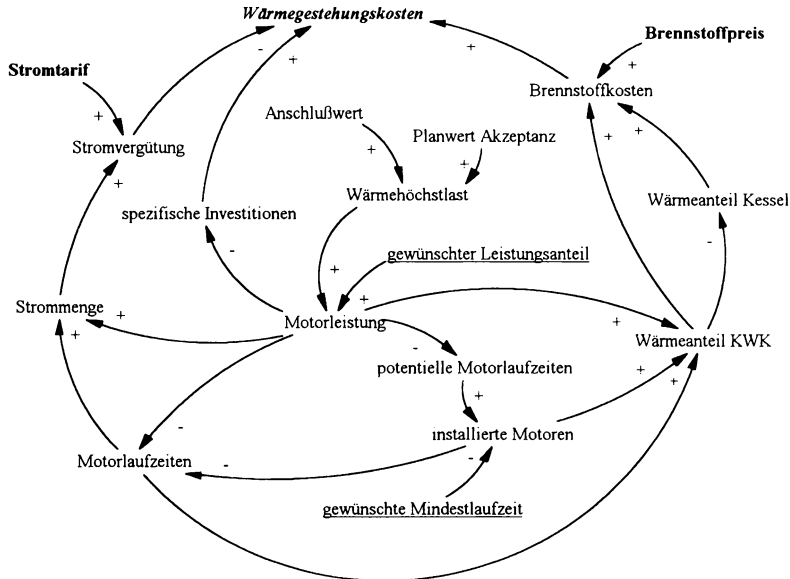 Wärmegestehungskosten
Brennstoffpreis
Stromtarif
Brennstoffkosten
Anschlußwert
Planwert Akzeptanz
Stromvergütung
Wärmehöchstlast
Wärmeanteil Kessel
spezifische Investitionen
gewünschter Leistungsanteil
Strommenge
Motorleistung
Wärmeanteil KWK
potentielle Motorlaufzeiten
installierte Motoren
Motorlaufzeiten
gewünschte Mindestlaufzeit